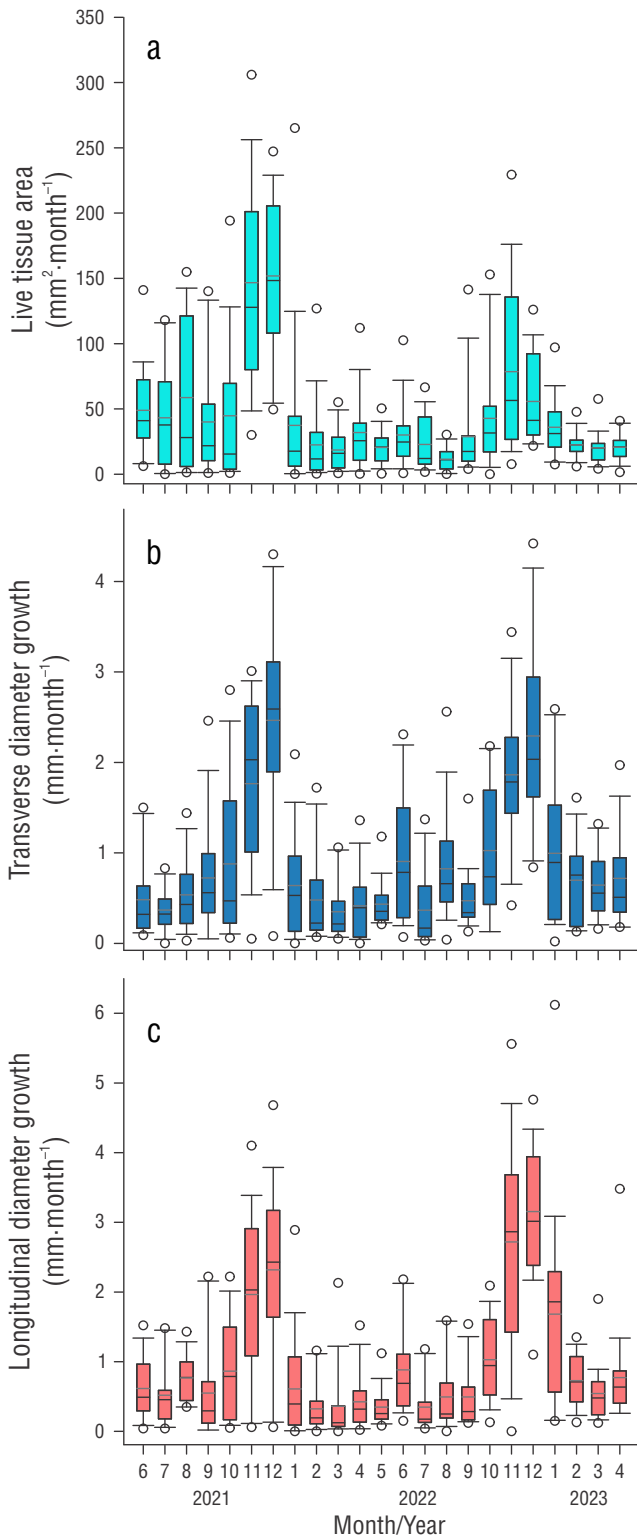 a
350
300
250
200
150
100
50
0
Live tissue area
(mm²·month⁻¹)
b
4
3
2
1
0
Transverse diameter growth
(mm·month⁻¹)
c
6
5
4
3
2
1
0
Longitudinal diameter growth
(mm·month⁻¹)
6 7 8 9 10 11 12 1 2 3 4 5 6 7 8 9 10 11 12 1 2 3 4
2021 2022 2023
Month/Year